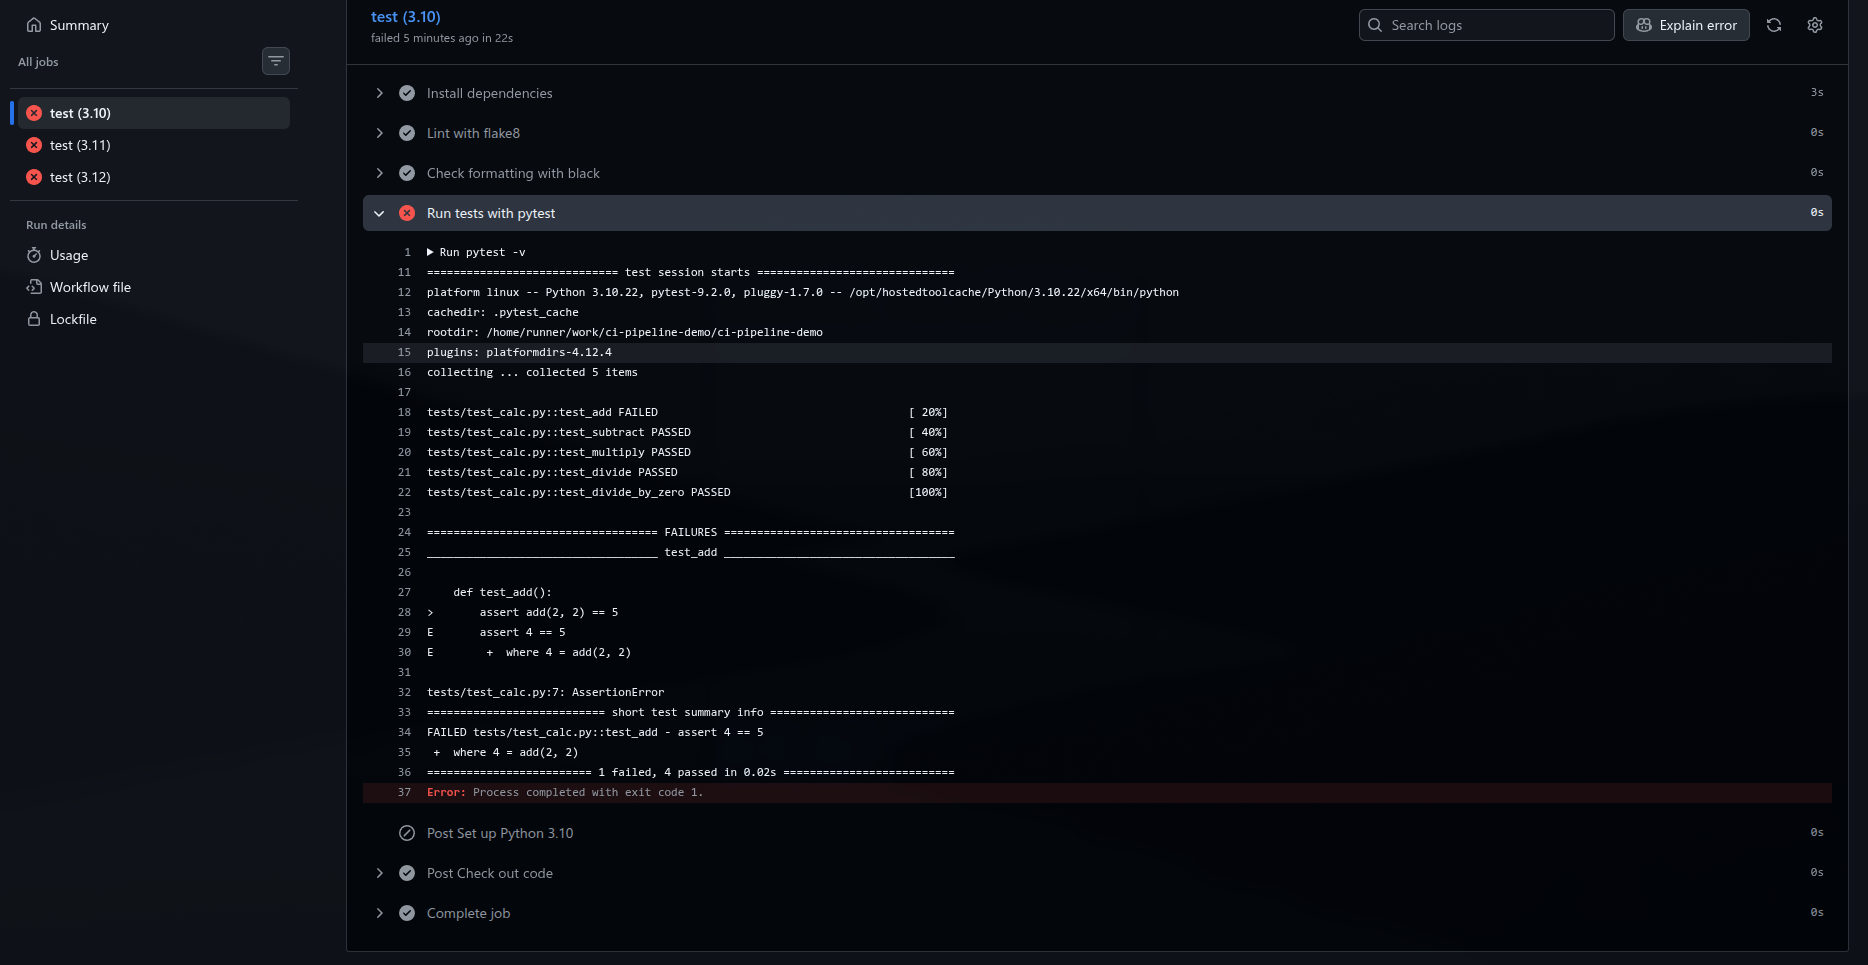 Summary
All jobs
test (3.10)
test (3.11)
test (3.12)
Run details
Usage
Workflow file
Lockfile
test (3.10)
failed 5 minutes ago in 22s
Search logs
Explain error
Install dependencies 3s
Lint with flake8 0s
Check formatting with black 0s
Run tests with pytest 0s
1 Run pytest -v
11 ============================= test session starts ==============================
12 platform linux -- Python 3.10.22, pytest-9.2.0, pluggy-1.7.0 -- /opt/hostedtoolcache/Python/3.10.22/x64/bin/python
13 cachedir: .pytest_cache
14 rootdir: /home/runner/work/ci-pipeline-demo/ci-pipeline-demo
15 plugins: platformdirs-4.12.4
16 collecting ... collected 5 items
17
18 tests/test_calc.py::test_add FAILED                                      [ 20%]
19 tests/test_calc.py::test_subtract PASSED                                 [ 40%]
20 tests/test_calc.py::test_multiply PASSED                                 [ 60%]
21 tests/test_calc.py::test_divide PASSED                                   [ 80%]
22 tests/test_calc.py::test_divide_by_zero PASSED                           [100%]
23
24 =================================== FAILURES ===================================
25 ___________________________________ test_add ___________________________________
26
27     def test_add():
28 >       assert add(2, 2) == 5
29 E       assert 4 == 5
30 E        +  where 4 = add(2, 2)
31
32 tests/test_calc.py:7: AssertionError
33 =========================== short test summary info ============================
34 FAILED tests/test_calc.py::test_add - assert 4 == 5
35  +  where 4 = add(2, 2)
36 ========================= 1 failed, 4 passed in 0.02s ==========================
37 Error: Process completed with exit code 1.
Post Set up Python 3.10 0s
Post Check out code 0s
Complete job 0s